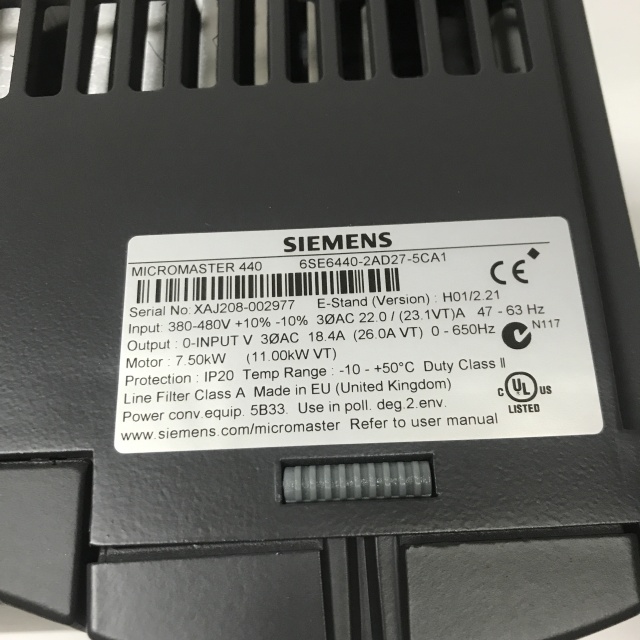 SIEMENS
MICROMASTER 440 6SE6440-2AD27-5CA1
CE
Serial No: XAJ208-002977 E-Stand (Version) : H01/2.21
Input: 380-480V +10% -10% 3ØAC 22.0 / (23.1VT)A 47 - 63 Hz
Output : 0-INPUT V 3ØAC 18.4A (26.0A VT) 0 - 650Hz
N117
Motor : 7.50kW (11.00kW VT)
Protection : IP20 Temp Range : -10 - +50°C Duty Class II
Line Filter Class A Made in EU (United Kingdom)
C UL US
LISTED
Power conv.equip. 5B33. Use in poll. deg.2.env.
www.siemens.com/micromaster Refer to user manual